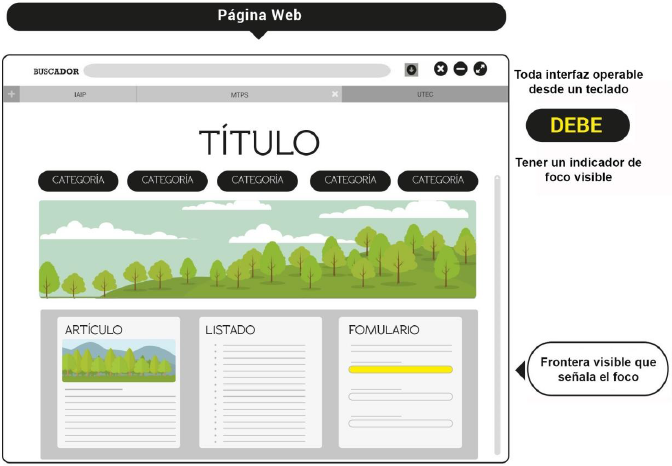 Página Web
BUSCADOR
IAIP
MTPS
UTEC
Toda interfaz operable
desde un teclado
DEBE
Tener un indicador de
foco visible
TÍTULO
CATEGORÍA
CATEGORÍA
CATEGORÍA
CATEGORÍA
CATEGORÍA
ARTÍCULO
LISTADO
FOMULARIO
Frontera visible que
señala el foco